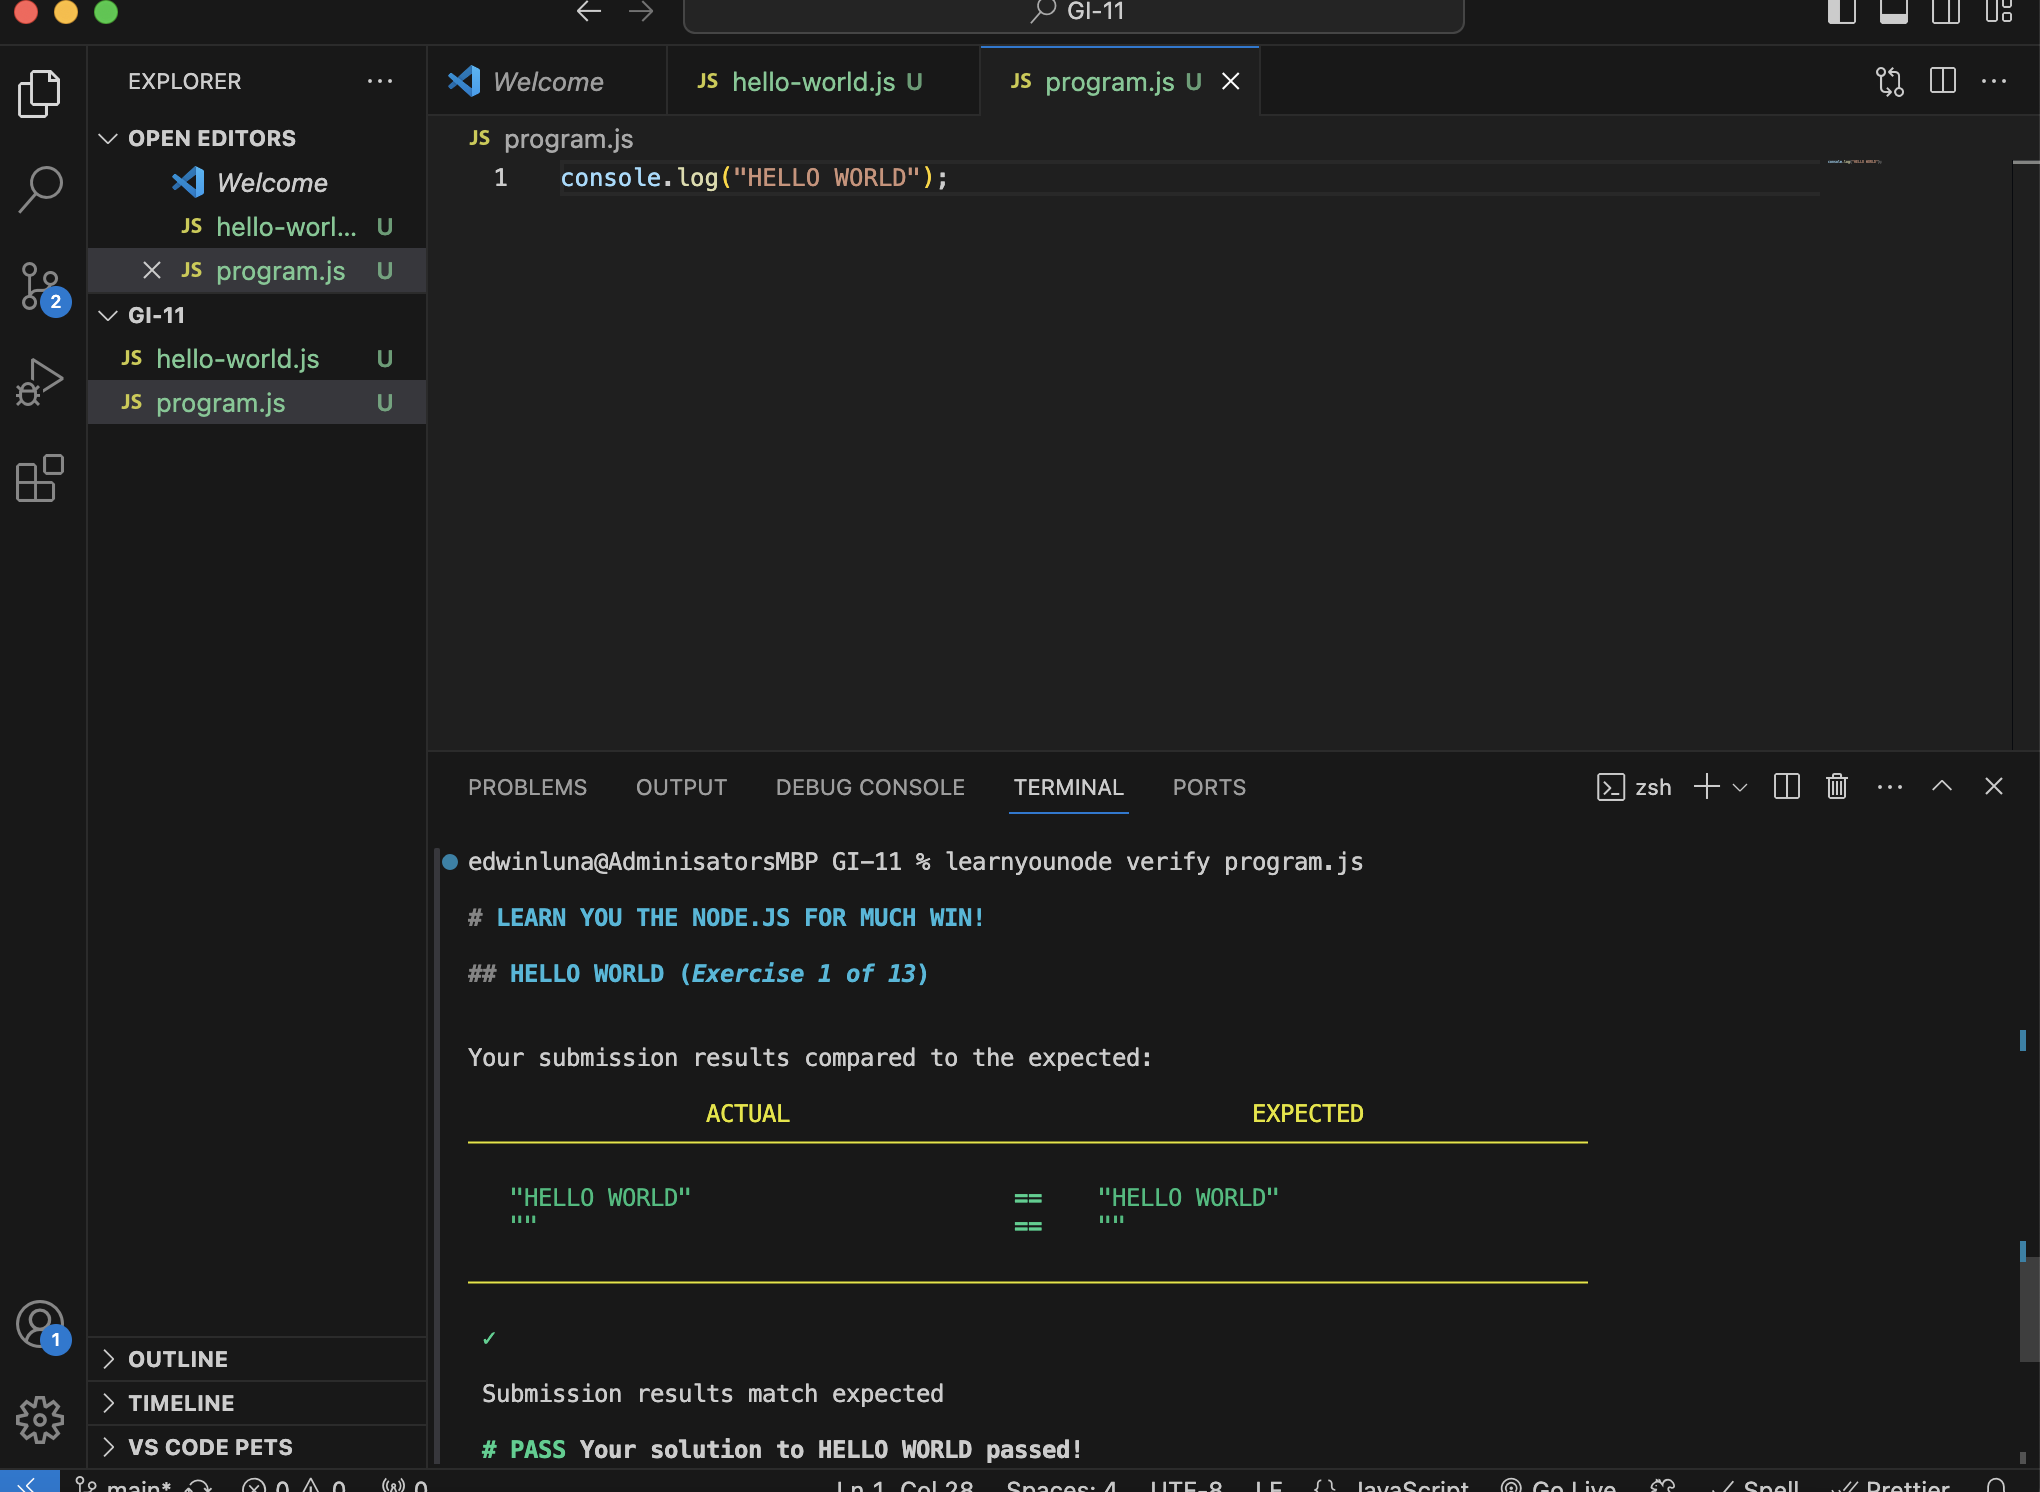 GI-11
EXPLORER
OPEN EDITORS
Welcome
JS hello-worl... U
JS program.js U
GI-11
JS hello-world.js U
JS program.js U
2
1
OUTLINE
TIMELINE
VS CODE PETS
Welcome
JS hello-world.js U
JS program.js U
JS program.js
1 console.log("HELLO WORLD");
console.log("HELLO WORLD");
PROBLEMS OUTPUT DEBUG CONSOLE TERMINAL PORTS
zsh
edwinluna@AdminisatorsMBP GI-11 % learnyounode verify program.js
# LEARN YOU THE NODE.JS FOR MUCH WIN!
## HELLO WORLD (Exercise 1 of 13)
Your submission results compared to the expected:
ACTUAL EXPECTED
"HELLO WORLD" == "HELLO WORLD"
"" == ""
✓
Submission results match expected
# PASS Your solution to HELLO WORLD passed!
main* 0 0 0 Ln 1, Col 28 Spaces: 4 UTF-8 LF {} JavaScript Go Live Spell Prettier